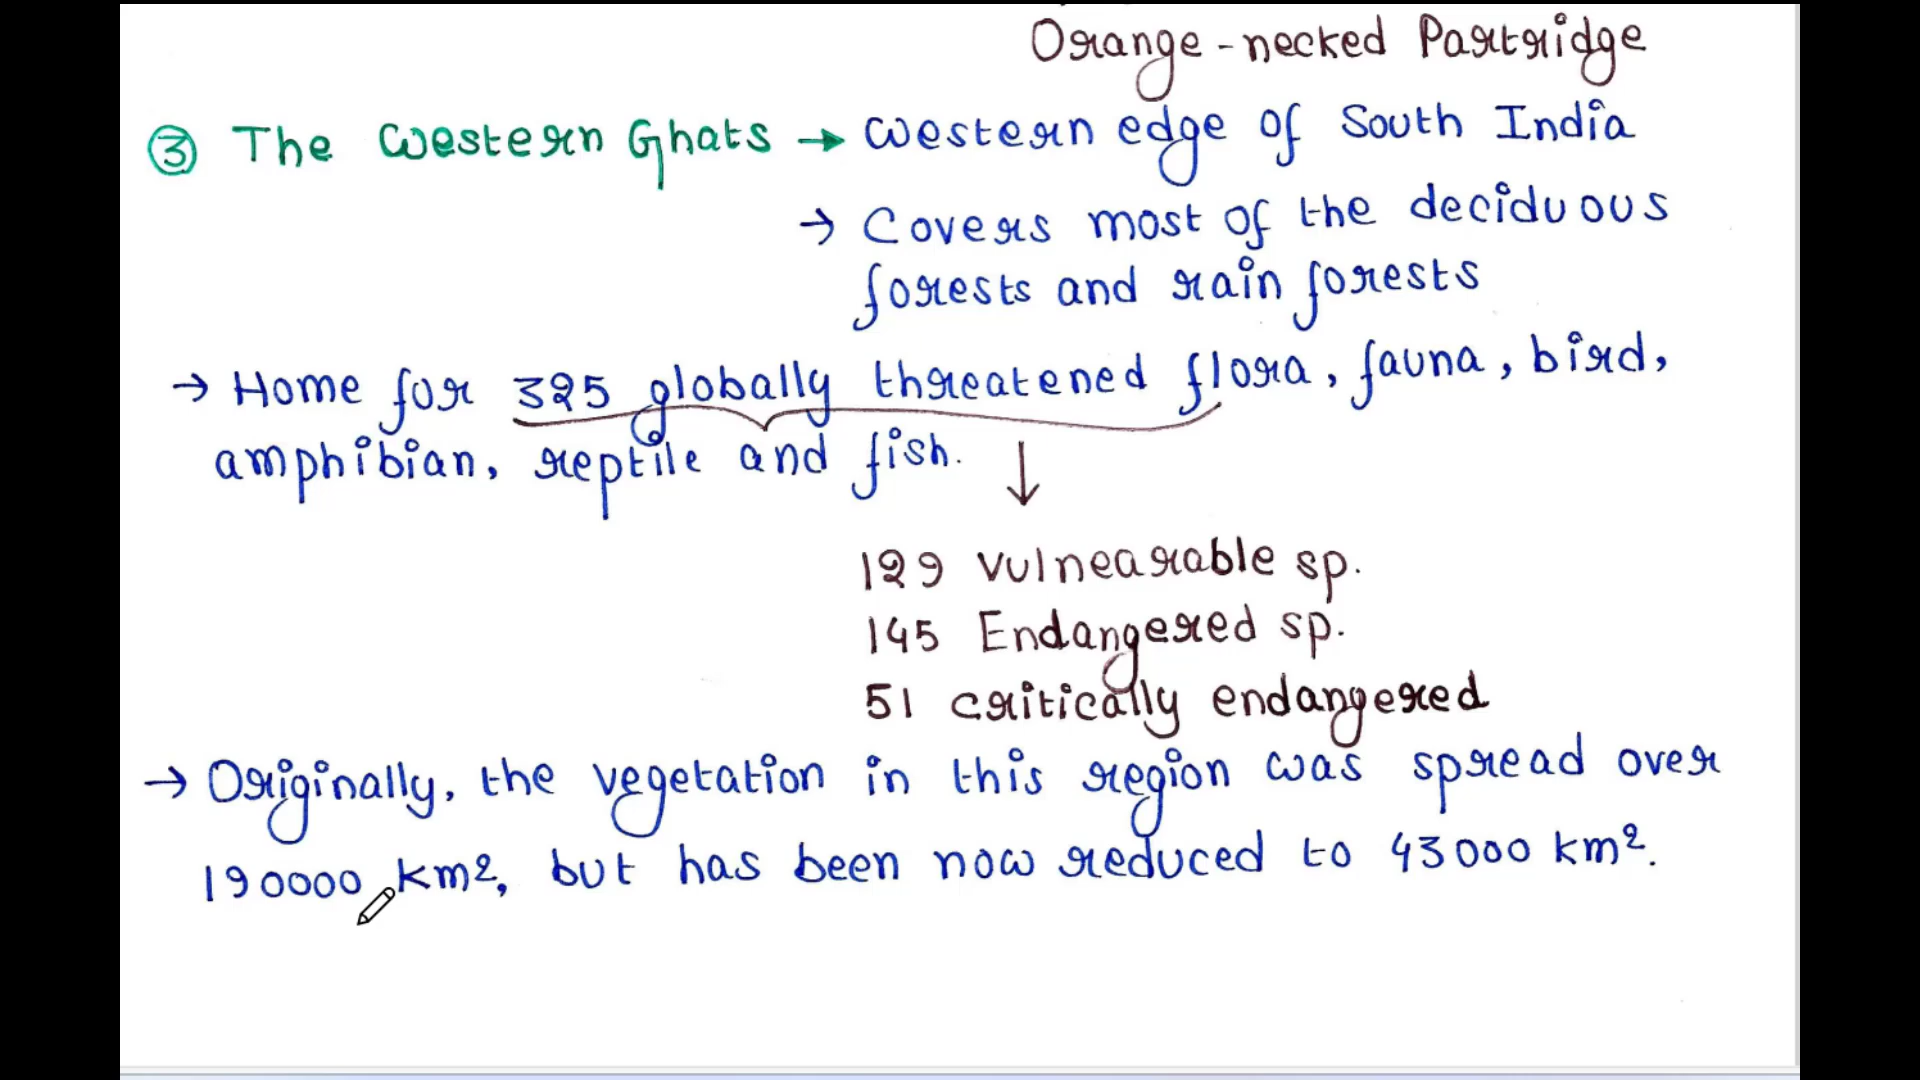 Orange-necked Partridge
③ The Western Ghats → Western edge of South India
→ Covers most of the deciduous
forests and rain forests
→ Home for 325 globally threatened flora, fauna, bird,
amphibian, reptile and fish. ↓
129 Vulnearable sp.
145 Endangered sp.
51 critically endangered
→ Originally, the vegetation in this region was spread over
190000 km², but has been now reduced to 43000 km².